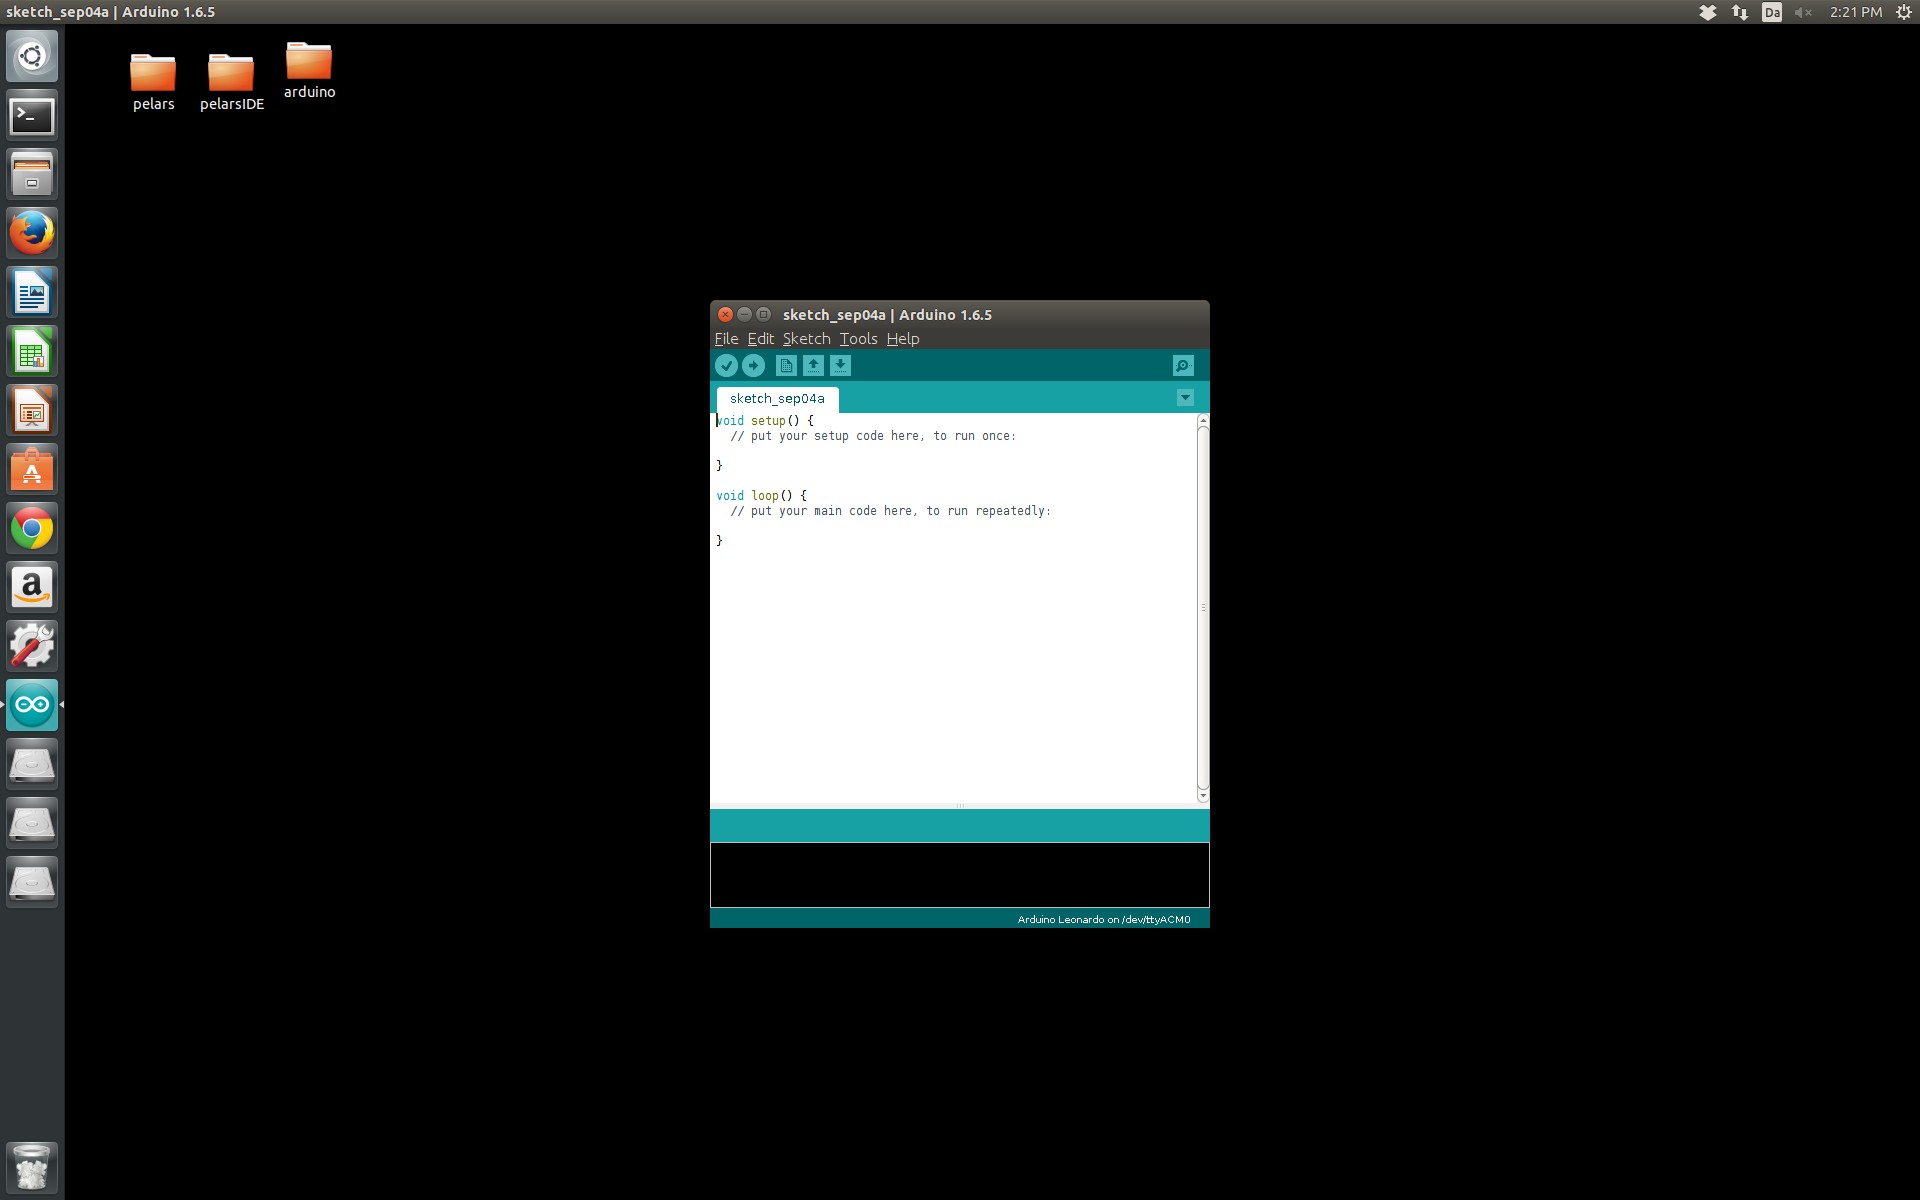 sketch_sep04a | Arduino 1.6.5
Da
2:21 PM
pelars
pelarsIDE
arduino
sketch_sep04a | Arduino 1.6.5
File Edit Sketch Tools Help
sketch_sep04a
void setup() {
  // put your setup code here, to run once:
}
void loop() {
  // put your main code here, to run repeatedly:
}
Arduino Leonardo on /dev/ttyACM0